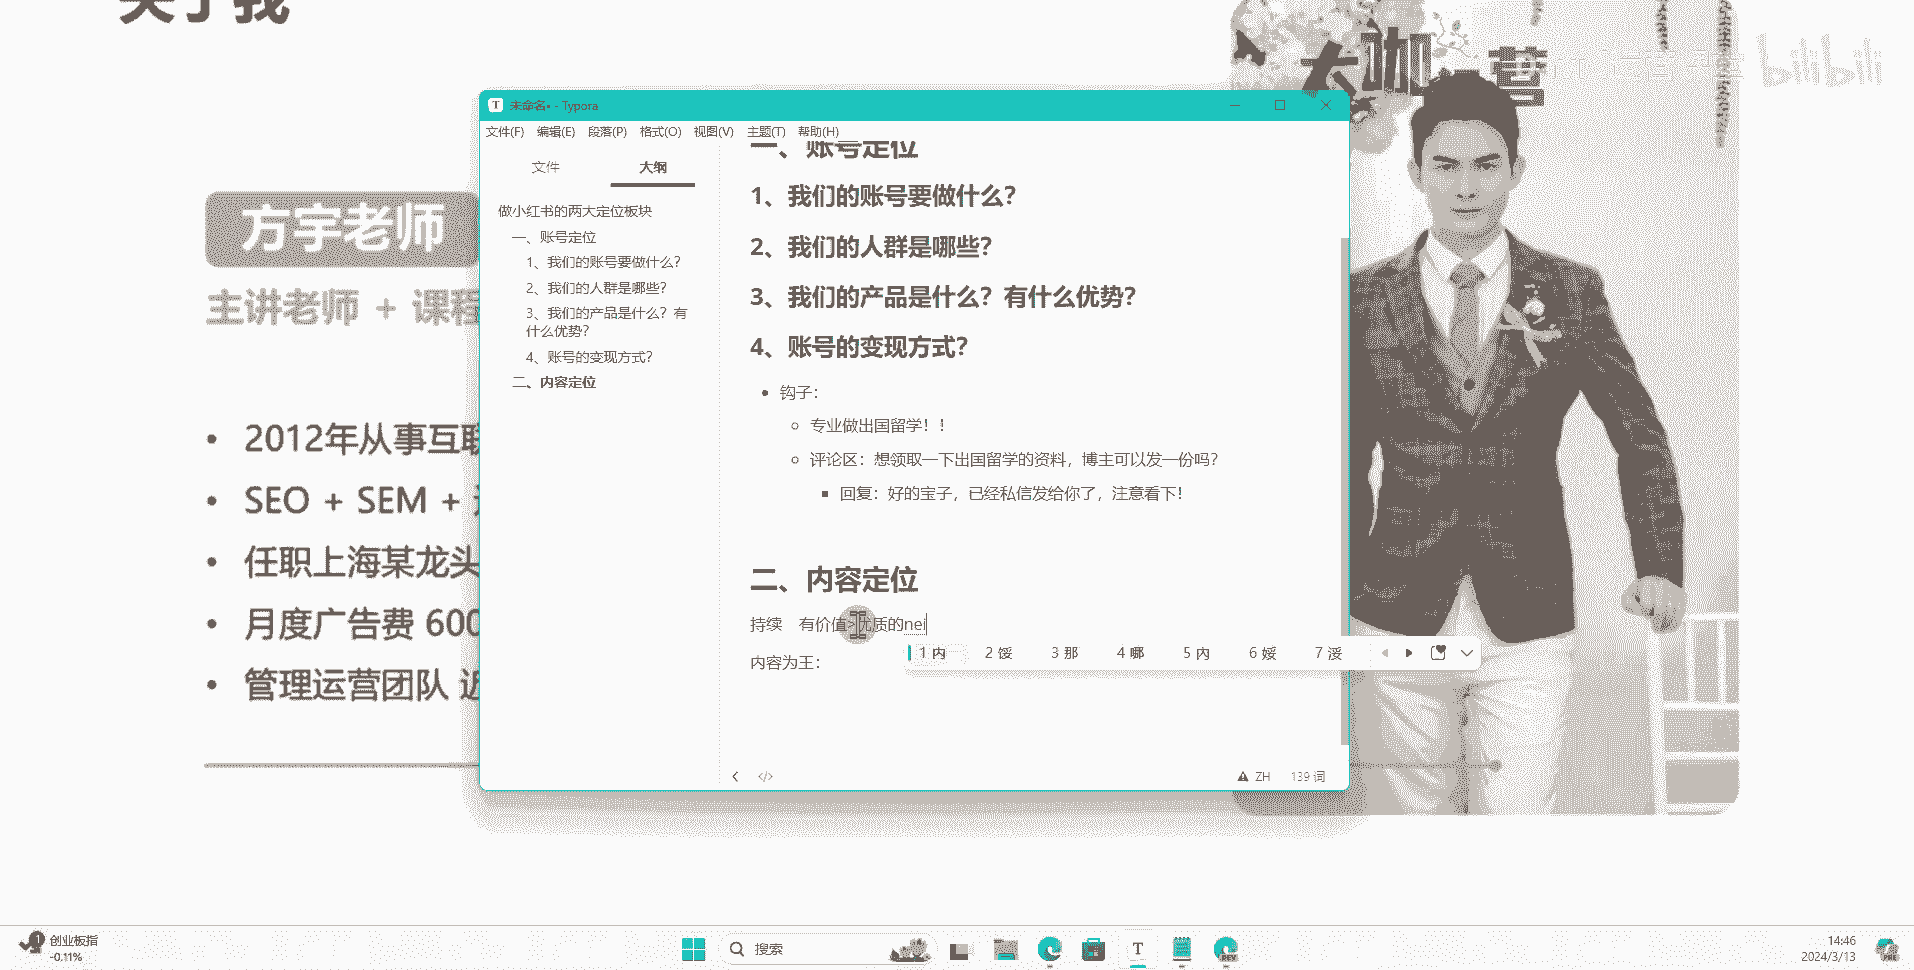 关于我
大咖 营
bilibili
方宇老师
主讲老师 + 课程
2012年从事互联
SEO + SEM +
任职上海某龙头
月度广告费 600
管理运营团队 近
T 未命名• - Typora
文件(F) 编辑(E) 段落(P) 格式(O) 视图(V) 主题(T) 帮助(H)
文件 大纲
做小红书的两大定位板块
一、账号定位
1、我们的账号要做什么？
2、我们的人群是哪些？
3、我们的产品是什么？有
什么优势？
4、账号的变现方式？
二、内容定位
一、账号定位
1、我们的账号要做什么？
2、我们的人群是哪些？
3、我们的产品是什么？有什么优势？
4、账号的变现方式？
钩子：
专业做出国留学！！
评论区：想领取一下出国留学的资料，博主可以发一份吗？
回复：好的宝子，已经私信发给你了，注意看下！
二、内容定位
持续 有价值>优质的nei
1 内 2 馁 3 那 4 哪 5 內 6 娞 7 浽
内容为王：
ZH 139 词
1 创业板指
-0.11%
搜索
T
DEV
14:46
2024/3/13
PRE